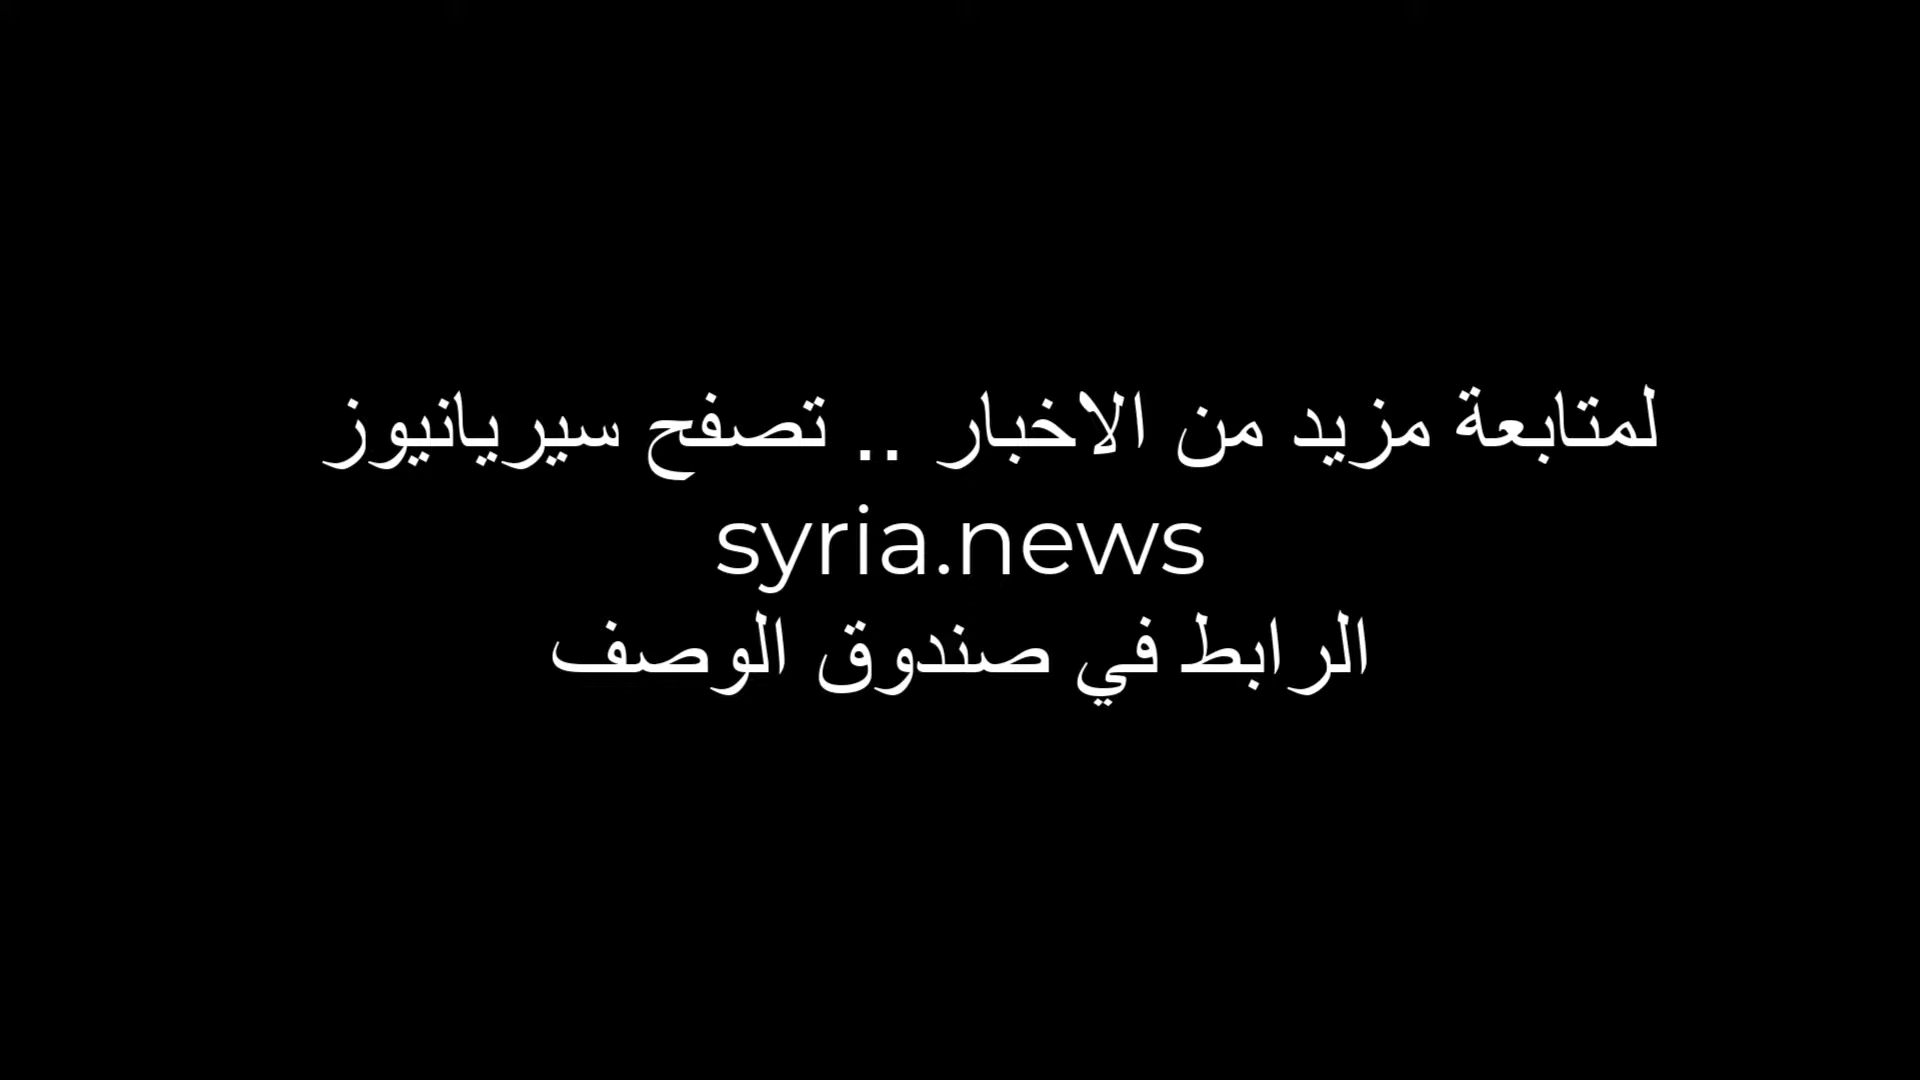 لمتابعة مزيد من الاخبار .. تصفح سيريانيوز
syria.news
الرابط في صندوق الوصف